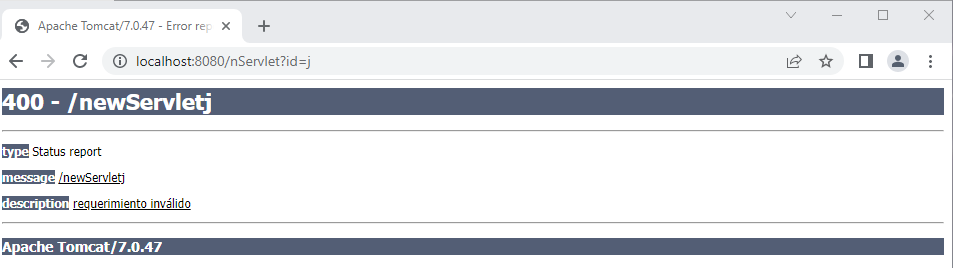 Apache Tomcat/7.0.47 - Error rep
localhost:8080/nServlet?id=j
400 - /newServletj
type Status report
message /newServletj
description requerimiento inválido
Apache Tomcat/7.0.47